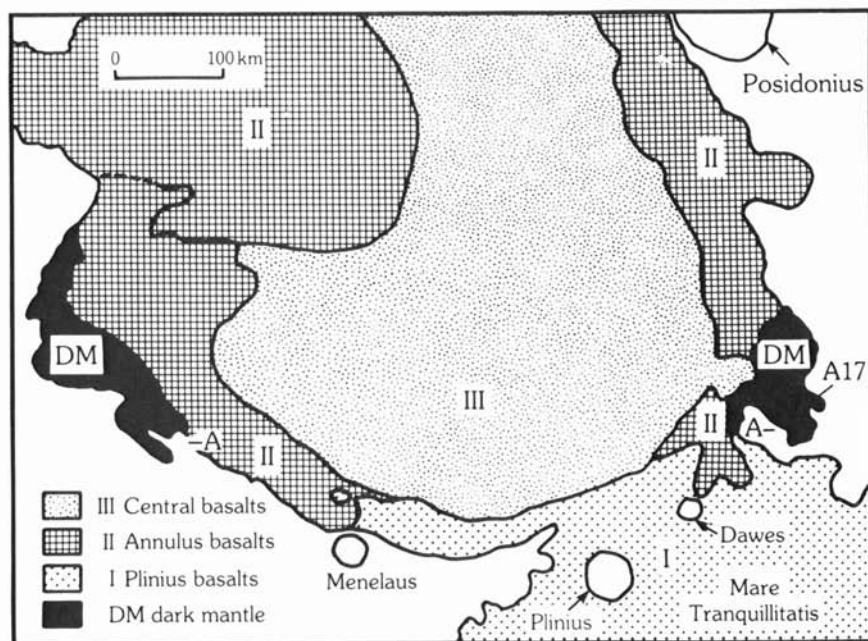 0 100 km
Posidonius
II
II
DM
DM
A17
III
-A
II
II
A-
III Central basalts
II Annulus basalts
I Plinius basalts
DM dark mantle
Menelaus
Plinius
I
Dawes
Mare
Tranquillitatis